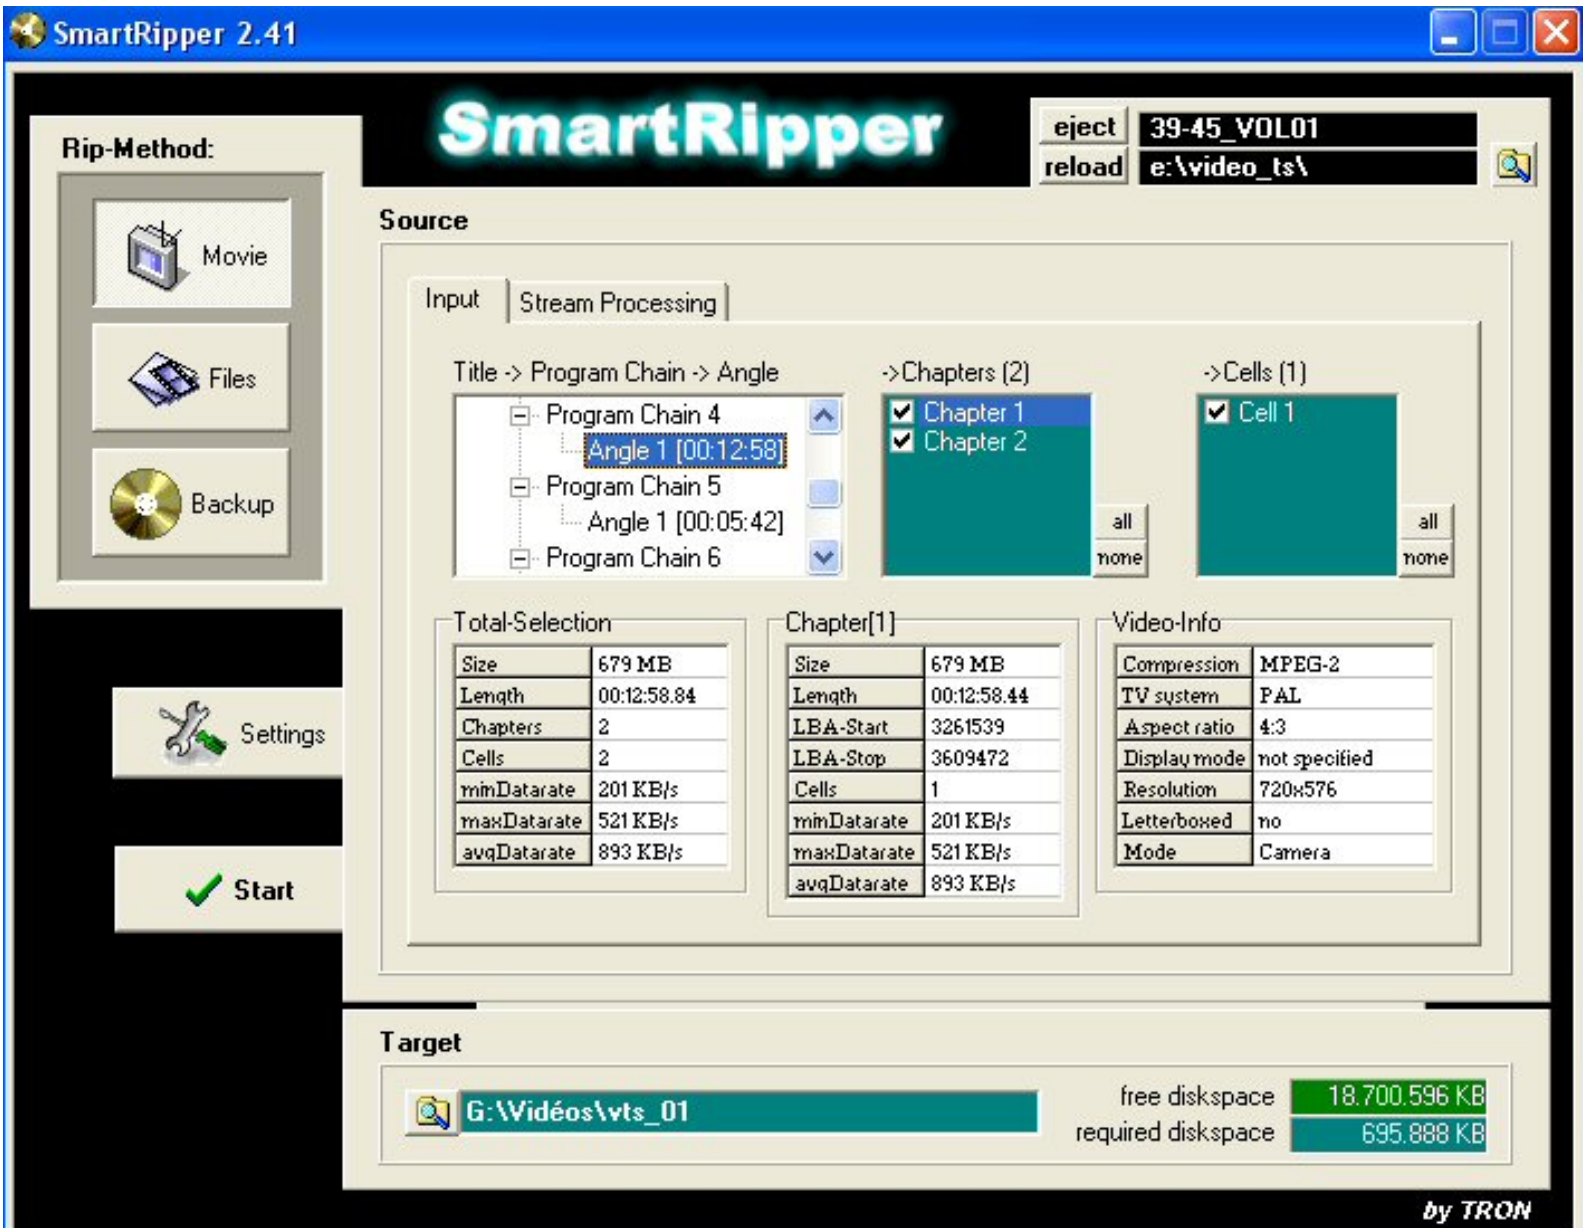 SmartRipper 2.41
SmartRipper
eject 39-45_VOL01
reload e:\video_ts\
Rip-Method:
Movie
Files
Backup
Settings
Start
Source
Input Stream Processing
Title -> Program Chain -> Angle ->Chapters (2) ->Cells (1)
Program Chain 4 Chapter 1 Cell 1
Angle 1 [00:12:58] Chapter 2
Program Chain 5
Angle 1 [00:05:42] all all
Program Chain 6 none none
Total-Selection
Size 679 MB
Length 00:12:58.84
Chapters 2
Cells 2
minDatarate 201 KB/s
maxDatarate 521 KB/s
avgDatarate 893 KB/s
Chapter[1]
Size 679 MB
Length 00:12:58.44
LBA-Start 3261539
LBA-Stop 3609472
Cells 1
minDatarate 201 KB/s
maxDatarate 521 KB/s
avgDatarate 893 KB/s
Video-Info
Compression MPEG-2
TV system PAL
Aspect ratio 4:3
Display mode not specified
Resolution 720x576
Letterboxed no
Mode Camera
Target
G:\Vidéos\vts_01
free diskspace 18.700.596 KB
required diskspace 695.888 KB
by TRON